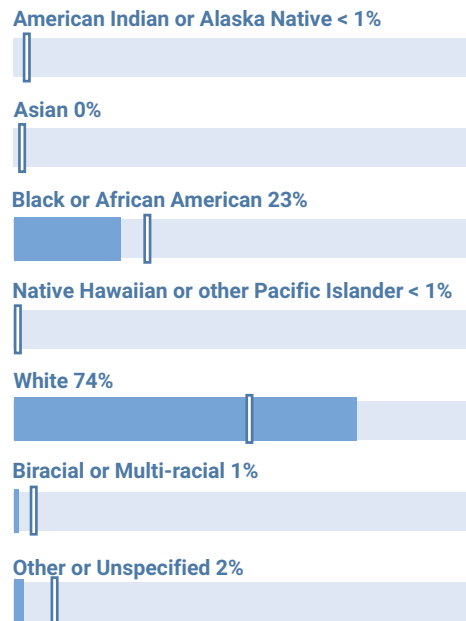 American Indian or Alaska Native < 1%
Asian 0%
Black or African American 23%
Native Hawaiian or other Pacific Islander < 1%
White 74%
Biracial or Multi-racial 1%
Other or Unspecified 2%